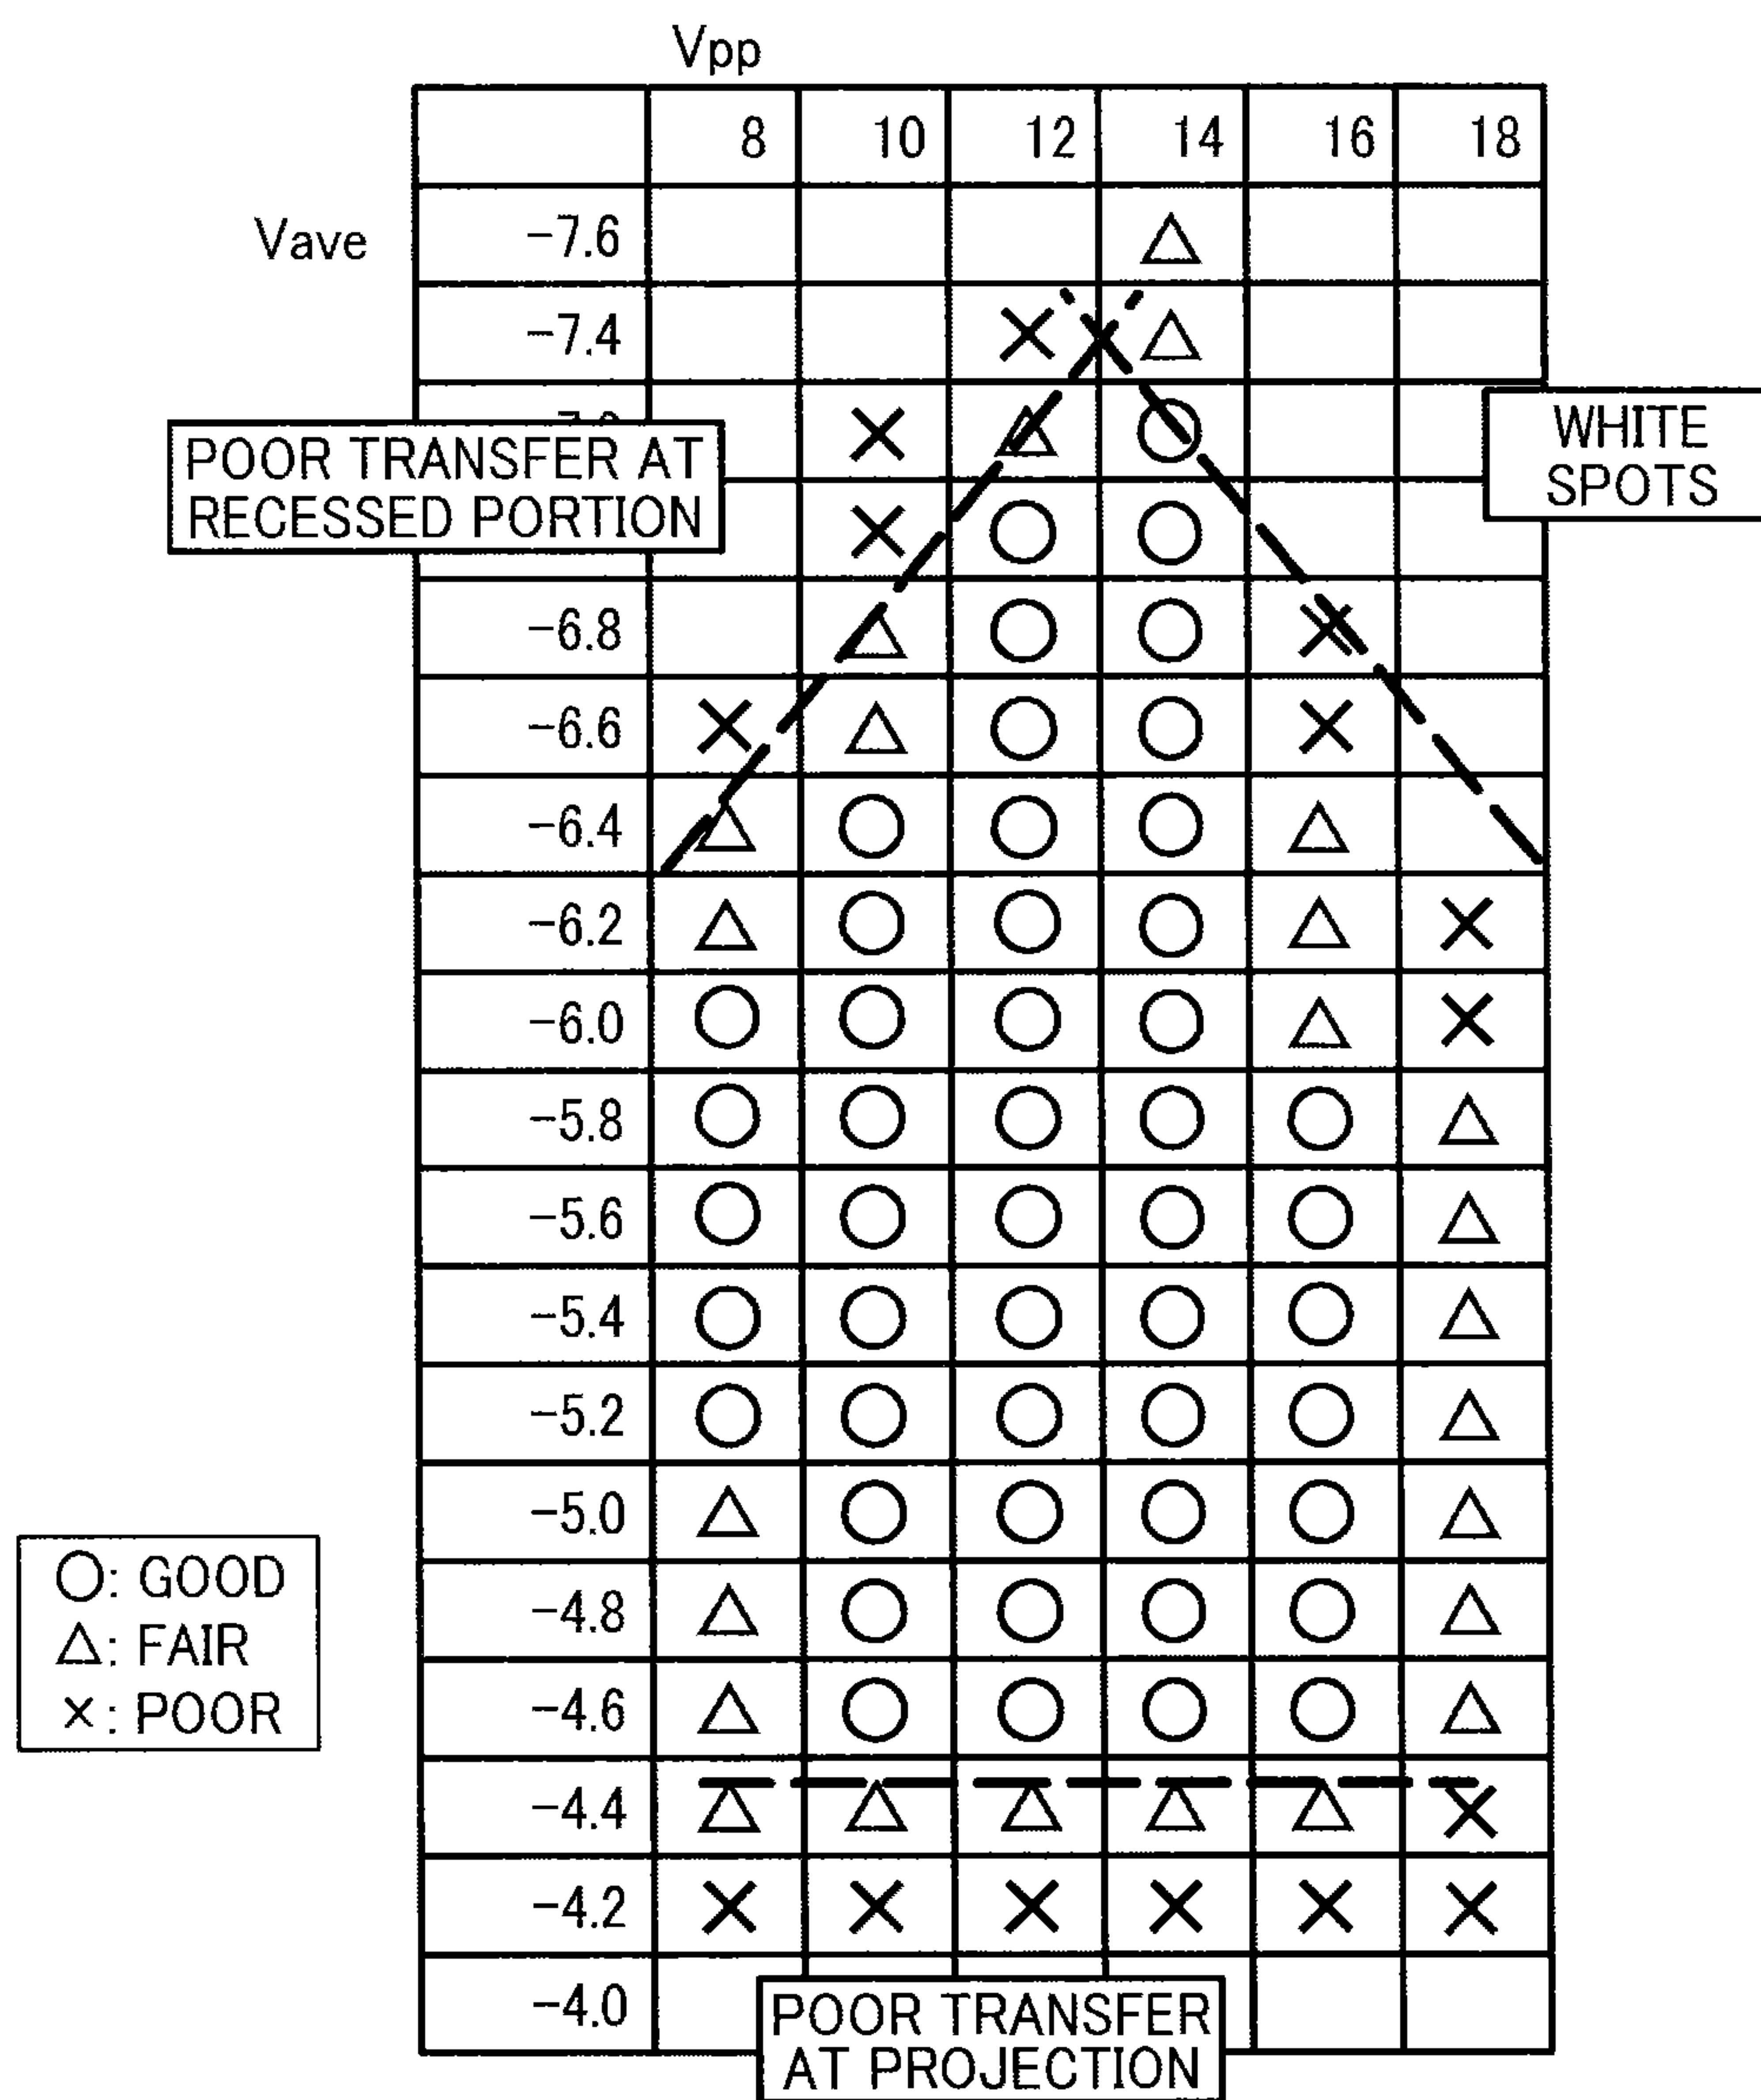 Vpp
8 10 12 14 16 18
Vave -7.6
-7.4
POOR TRANSFER AT
RECESSED PORTION
WHITE
SPOTS
-6.8
-6.6
-6.4
-6.2
-6.0
-5.8
-5.6
-5.4
-5.2
-5.0
-4.8
-4.6
-4.4
-4.2
-4.0
○: GOOD
△: FAIR
×: POOR
POOR TRANSFER
AT PROJECTION